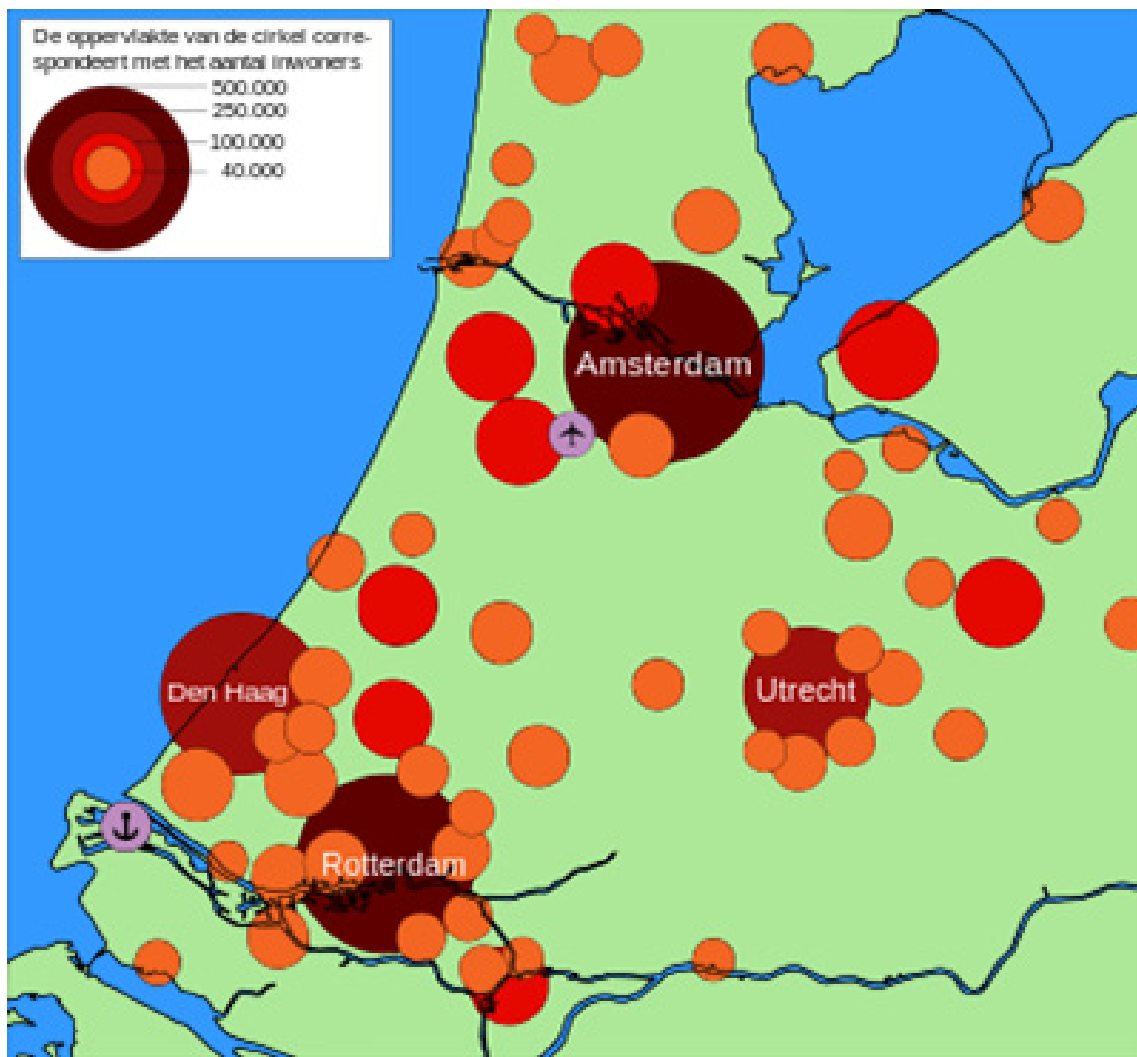 De oppervlakte van de cirkel corre-
spondeert met het aantal inwoners
500.000
250.000
100.000
40.000
Amsterdam
Den Haag
Utrecht
Rotterdam